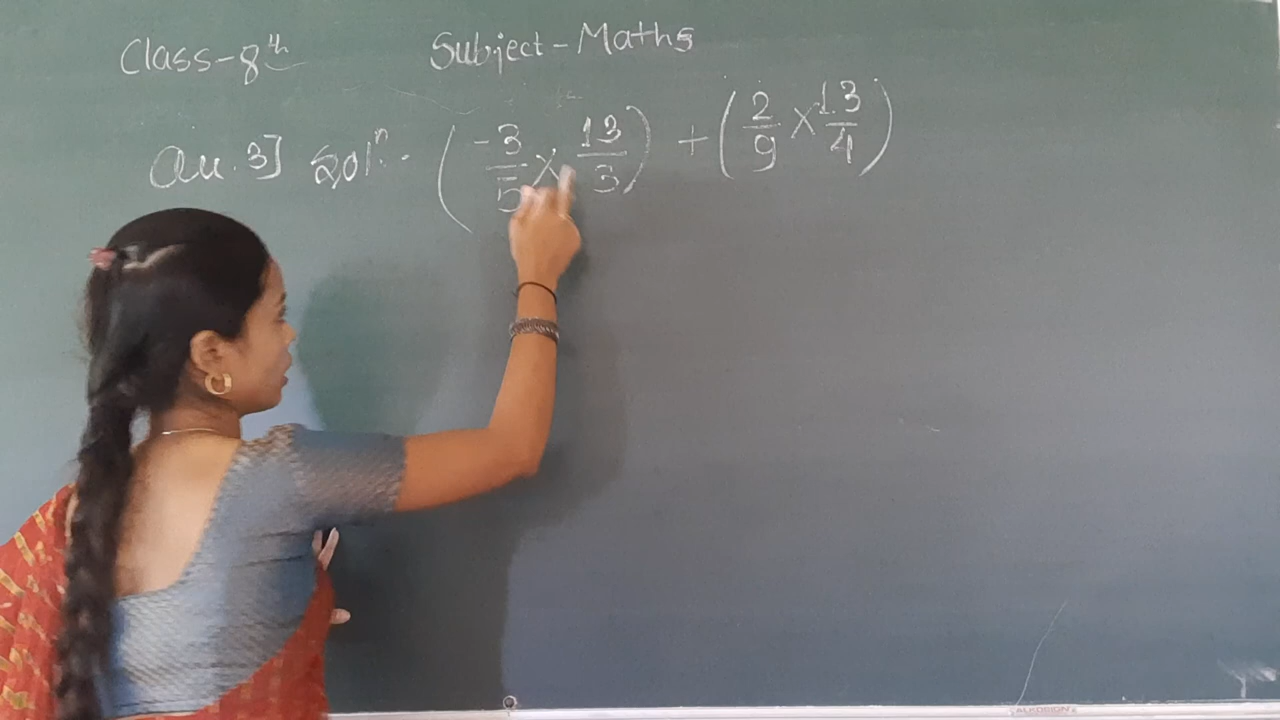 Class-8th Subject-Maths
Qu. 3] solⁿ:- (-3/5 × 13/3) + (2/9 × 13/4)